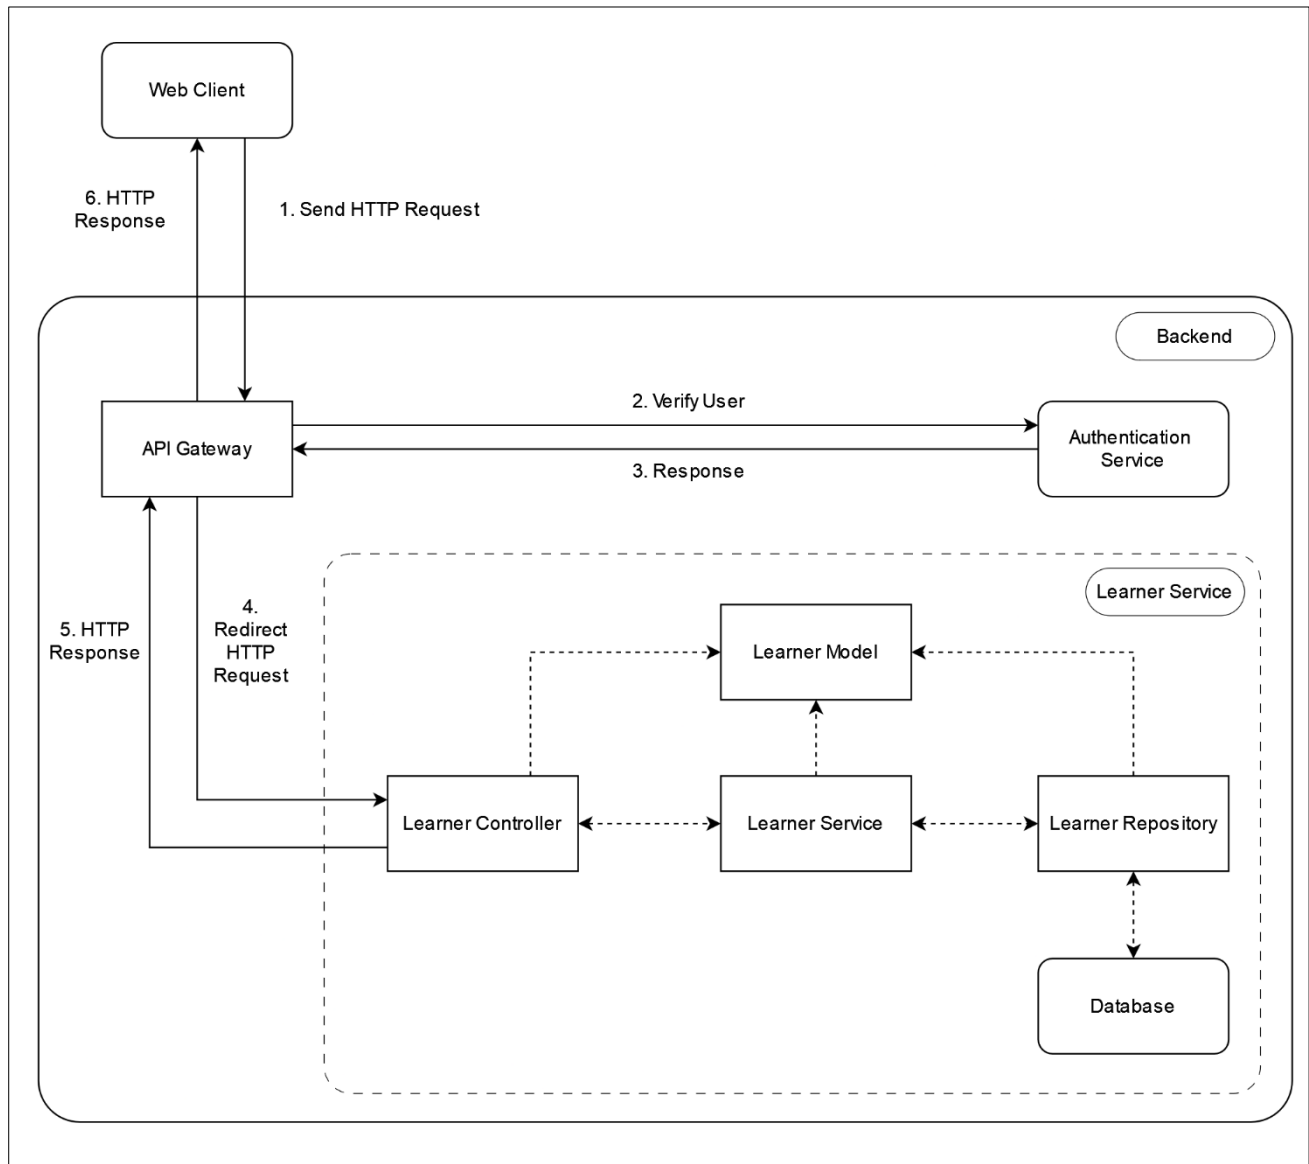 Web Client
6. HTTP
Response
1. Send HTTP Request
Backend
2. Verify User
API Gateway
Authentication
Service
3. Response
Learner Service
4.
Redirect
HTTP
Request
5. HTTP
Response
Learner Model
Learner Controller
Learner Service
Learner Repository
Database